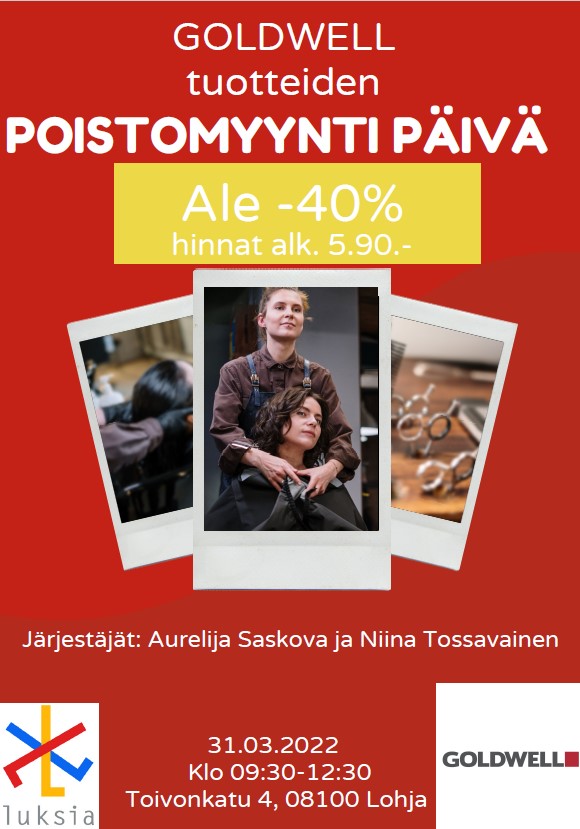 GOLDWELL
tuotteiden
POISTOMYYNTI PÄIVÄ
Ale -40%
hinnat alk. 5.90.-
Järjestäjät: Aurelija Saskova ja Niina Tossavainen
31.03.2022
Klo 09:30-12:30
Toivonkatu 4, 08100 Lohja
luksia
GOLDWELL